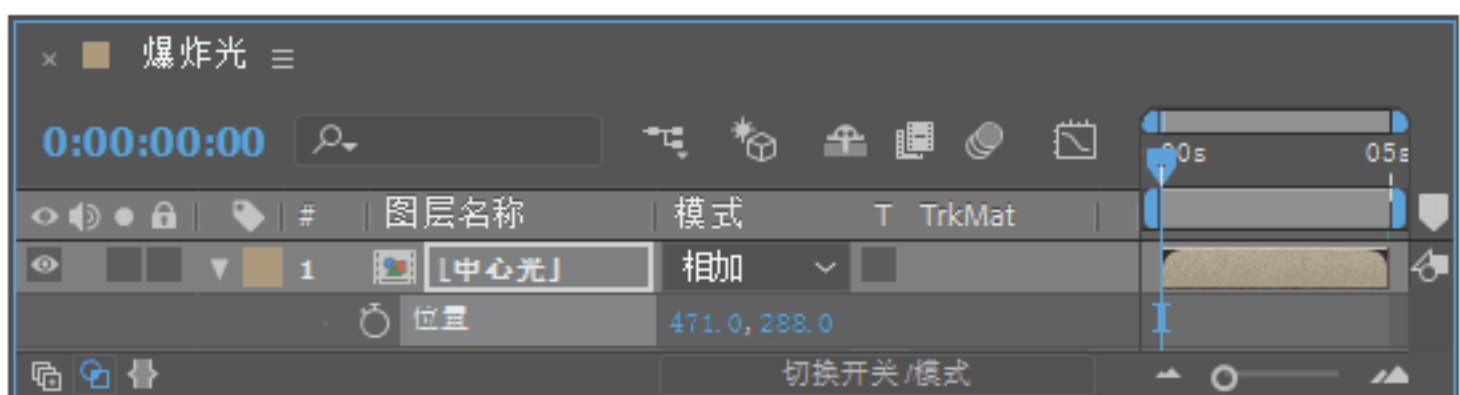 × 爆炸光
0:00:00:00
00s 05s
# 图层名称 模式 T TrkMat
1 [中心光] 相加
位置 471.0, 288.0
切换开关/模式